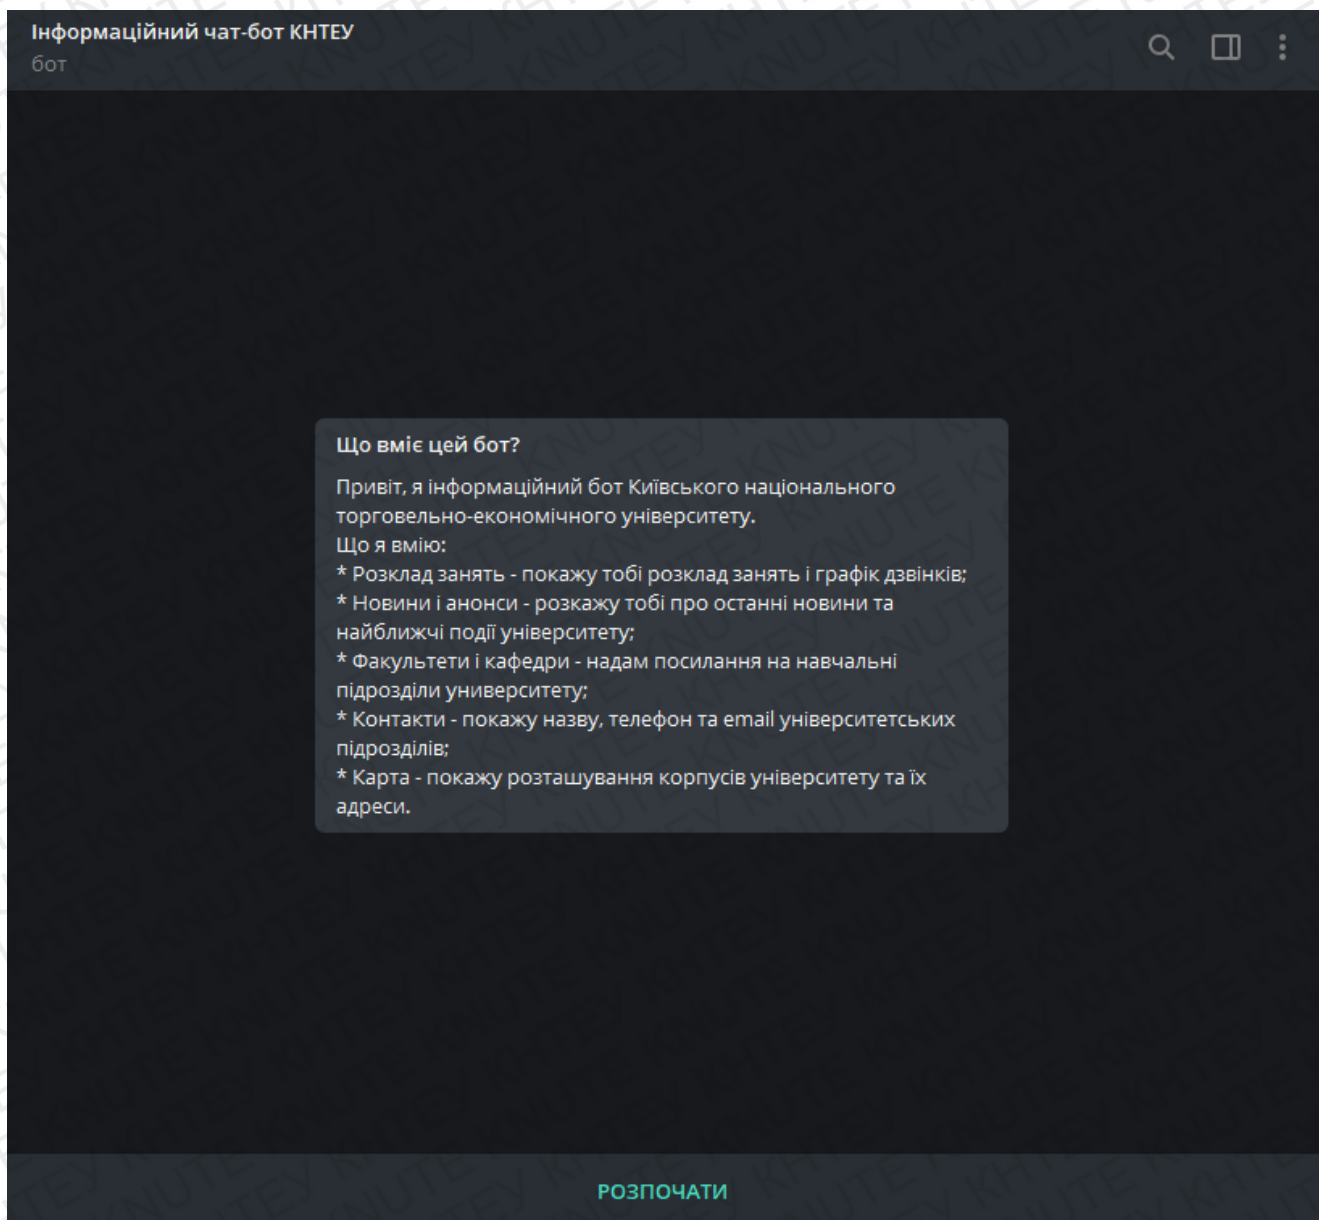 Інформаційний чат-бот КНТЕУ
бот
Що вміє цей бот?
Привіт, я інформаційний бот Київського національного
торговельно-економічного університету.
Що я вмію:
* Розклад занять - покажу тобі розклад занять і графік дзвінків;
* Новини і анонси - розкажу тобі про останні новини та
найближчі події університету;
* Факультети і кафедри - надам посилання на навчальні
підрозділи университету;
* Контакти - покажу назву, телефон та email університетських
підрозділів;
* Карта - покажу розташування корпусів університету та їх
адреси.
РОЗПОЧАТИ